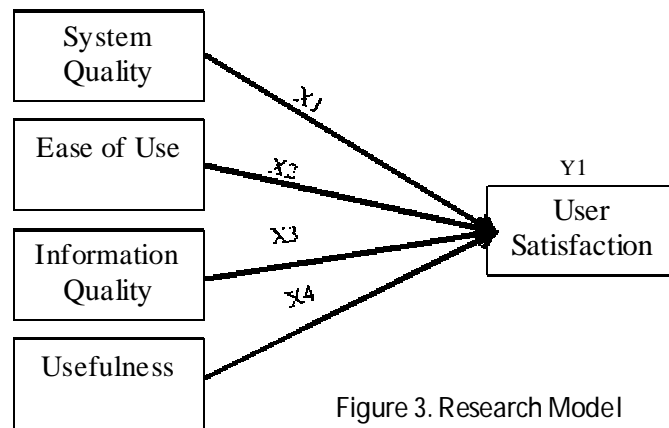 System
Quality
X1
Ease of Use
X2
Y1
User
Satisfaction
Information
Quality
X3
X4
Usefulness
Figure 3. Research Model